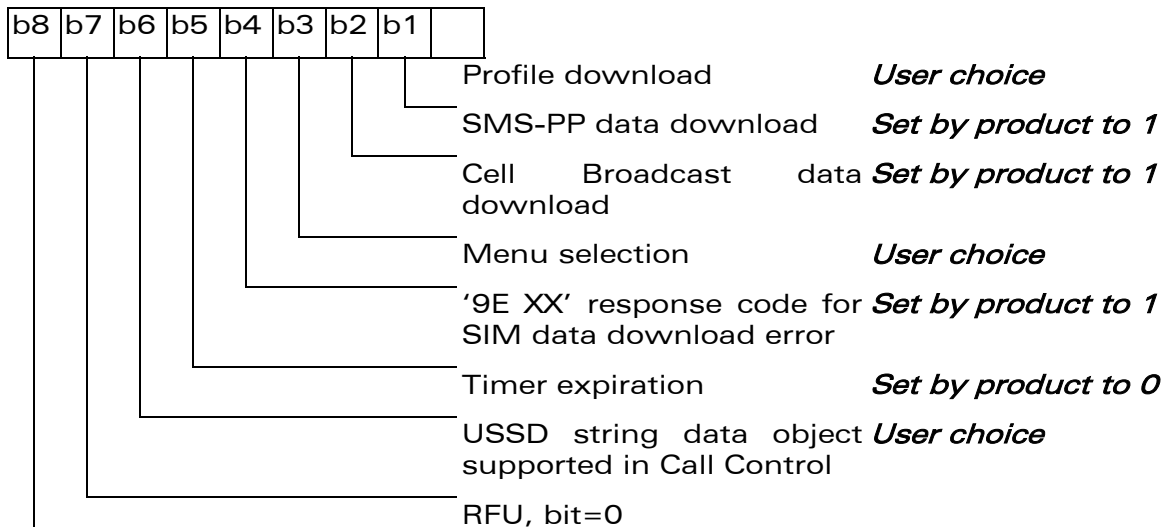 b8 b7 b6 b5 b4 b3 b2 b1
Profile download User choice
SMS-PP data download Set by product to 1
Cell Broadcast data Set by product to 1
download
Menu selection User choice
‘9E XX’ response code for Set by product to 1
SIM data download error
Timer expiration Set by product to 0
USSD string data object User choice
supported in Call Control
RFU, bit=0